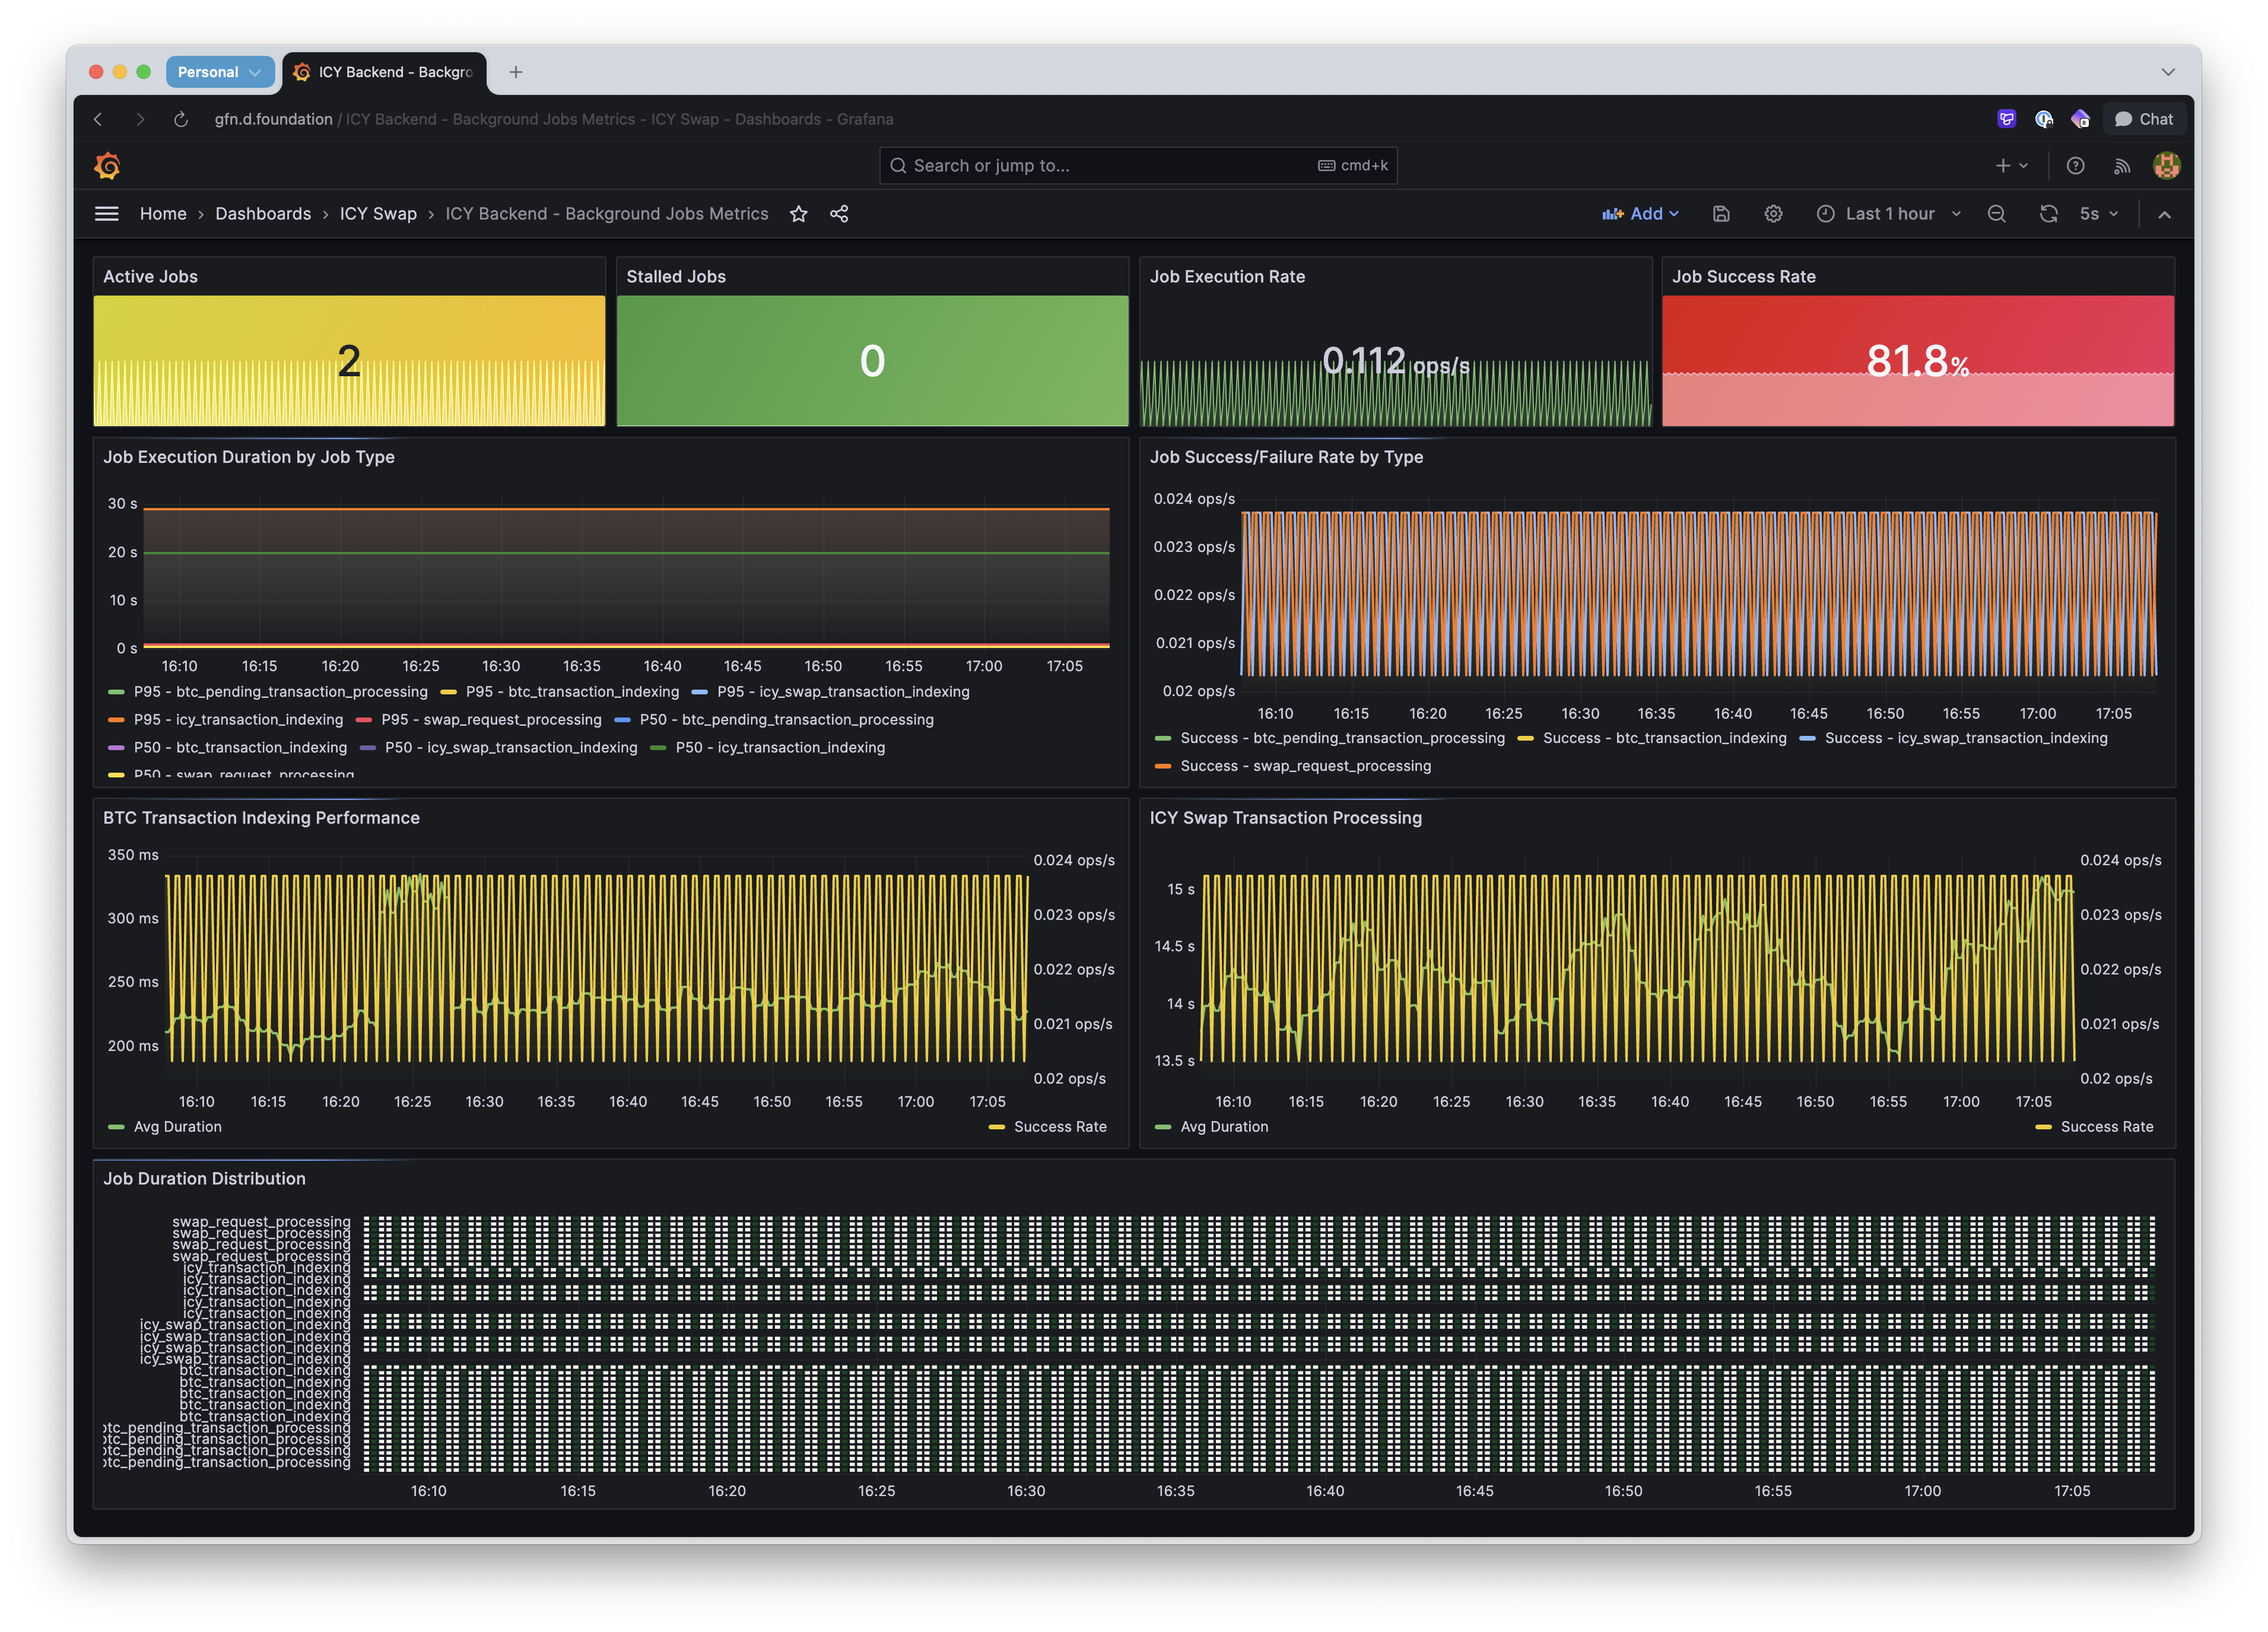 Personal
ICY Backend - Backgro
gfn.d.foundation / ICY Backend - Background Jobs Metrics - ICY Swap - Dashboards - Grafana
Chat
Search or jump to...
cmd+k
Home › Dashboards › ICY Swap › ICY Backend - Background Jobs Metrics
Add
Last 1 hour
5s
Active Jobs
2
Stalled Jobs
0
Job Execution Rate
0.112 ops/s
Job Success Rate
81.8%
Job Execution Duration by Job Type
30 s
20 s
10 s
0 s
16:10 16:15 16:20 16:25 16:30 16:35 16:40 16:45 16:50 16:55 17:00 17:05
P95 - btc_pending_transaction_processing P95 - btc_transaction_indexing P95 - icy_swap_transaction_indexing
P95 - icy_transaction_indexing P95 - swap_request_processing P50 - btc_pending_transaction_processing
P50 - btc_transaction_indexing P50 - icy_swap_transaction_indexing P50 - icy_transaction_indexing
P50 - swap_request_processing
Job Success/Failure Rate by Type
0.024 ops/s
0.023 ops/s
0.022 ops/s
0.021 ops/s
0.02 ops/s
16:10 16:15 16:20 16:25 16:30 16:35 16:40 16:45 16:50 16:55 17:00 17:05
Success - btc_pending_transaction_processing Success - btc_transaction_indexing Success - icy_swap_transaction_indexing
Success - swap_request_processing
BTC Transaction Indexing Performance
350 ms
300 ms
250 ms
200 ms
0.024 ops/s
0.023 ops/s
0.022 ops/s
0.021 ops/s
0.02 ops/s
16:10 16:15 16:20 16:25 16:30 16:35 16:40 16:45 16:50 16:55 17:00 17:05
Avg Duration Success Rate
ICY Swap Transaction Processing
15 s
14.5 s
14 s
13.5 s
0.024 ops/s
0.023 ops/s
0.022 ops/s
0.021 ops/s
0.02 ops/s
16:10 16:15 16:20 16:25 16:30 16:35 16:40 16:45 16:50 16:55 17:00 17:05
Avg Duration Success Rate
Job Duration Distribution
swap_request_processing
swap_request_processing
swap_request_processing
swap_request_processing
icy_transaction_indexing
icy_transaction_indexing
icy_transaction_indexing
icy_transaction_indexing
icy_transaction_indexing
icy_swap_transaction_indexing
icy_swap_transaction_indexing
icy_swap_transaction_indexing
icy_swap_transaction_indexing
btc_transaction_indexing
btc_transaction_indexing
btc_transaction_indexing
btc_transaction_indexing
btc_transaction_indexing
btc_pending_transaction_processing
btc_pending_transaction_processing
btc_pending_transaction_processing
btc_pending_transaction_processing
16:10 16:15 16:20 16:25 16:30 16:35 16:40 16:45 16:50 16:55 17:00 17:05